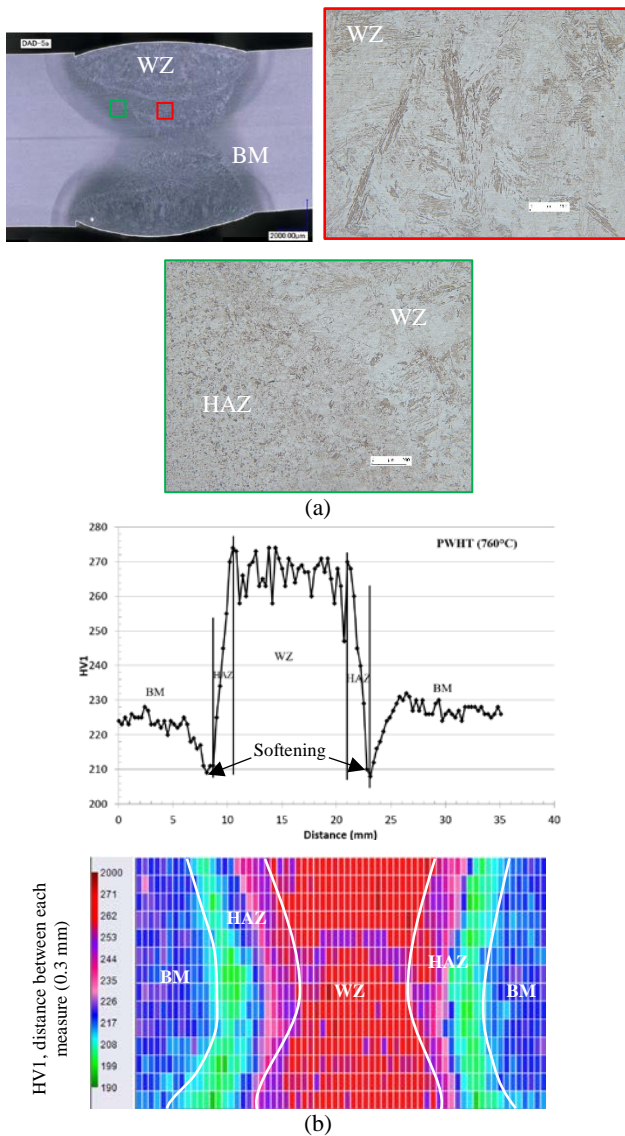 DAD-5a
WZ
BM
2000.00µm
WZ
WZ
HAZ
(a)
280
270
260
250
240
230
220
210
200
HV1
PWHT (760°C)
BM
HAZ
WZ
HAZ
BM
Softening
0
5
10
15
20
25
30
35
40
Distance (mm)
HV1, distance between each
measure (0.3 mm)
2000
271
262
253
244
235
226
217
208
199
190
BM
HAZ
WZ
HAZ
BM
(b)